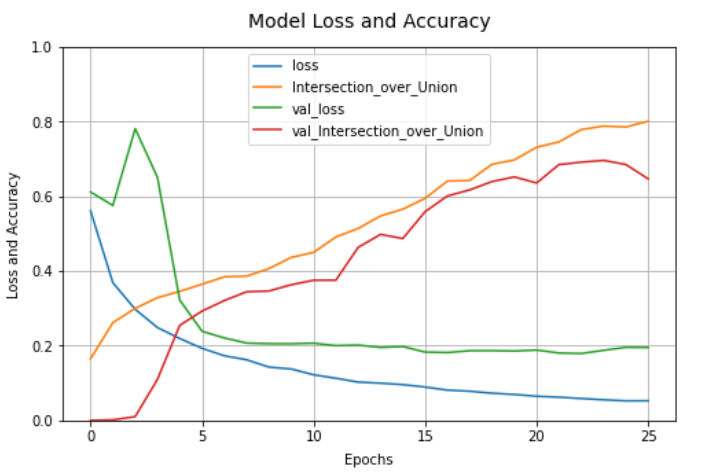 Model Loss and Accuracy
1.0
0.8
0.6
0.4
0.2
0.0
Loss and Accuracy
loss
Intersection_over_Union
val_loss
val_Intersection_over_Union
0 5 10 15 20 25
Epochs